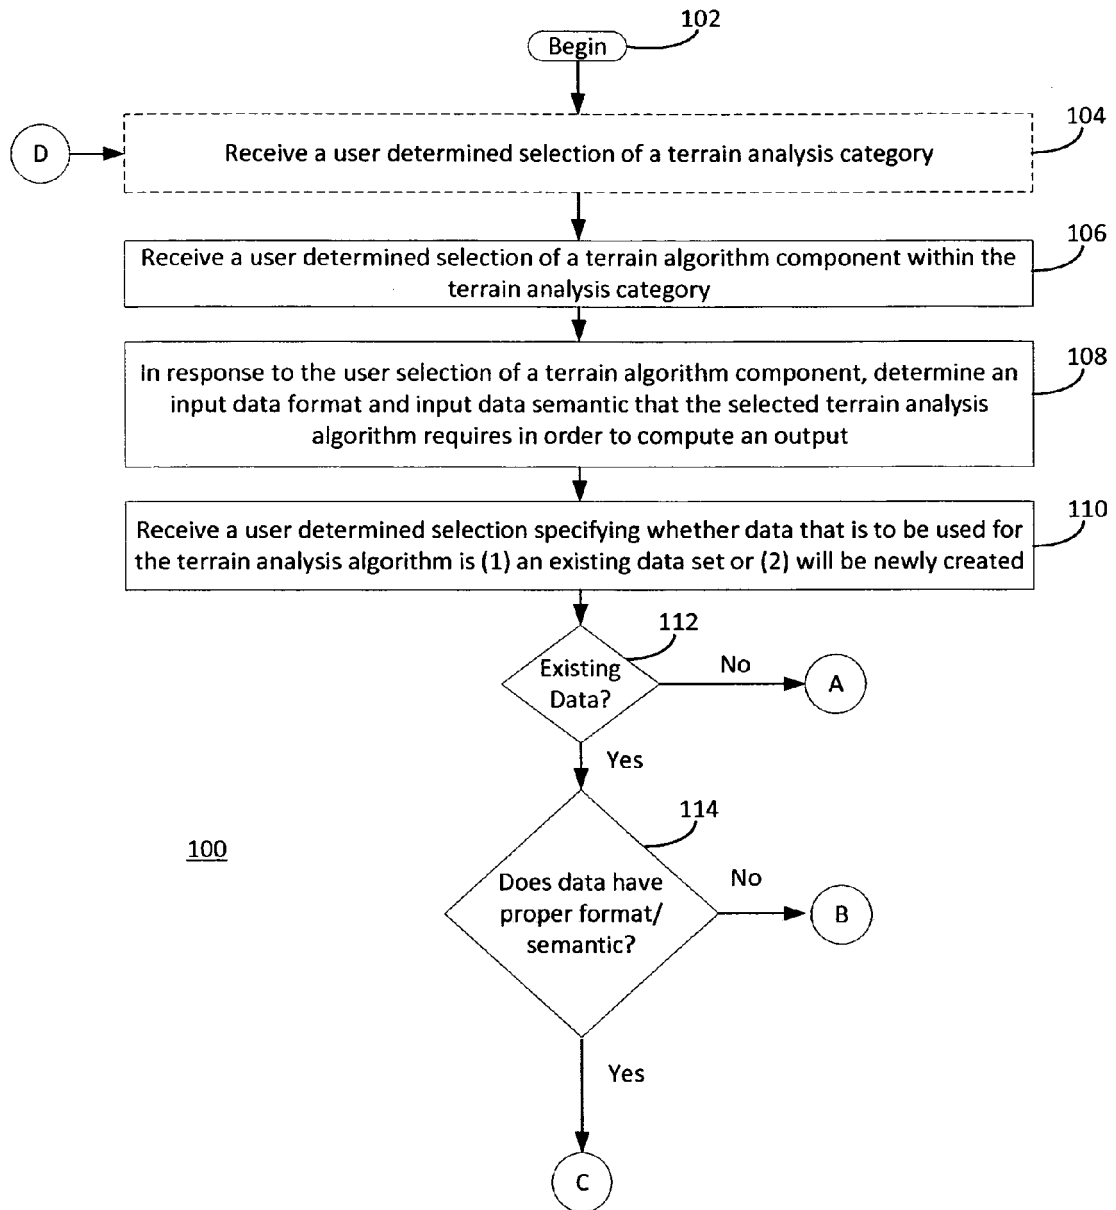 102
Begin
104
D
Receive a user determined selection of a terrain analysis category
106
Receive a user determined selection of a terrain algorithm component within the
terrain analysis category
108
In response to the user selection of a terrain algorithm component, determine an
input data format and input data semantic that the selected terrain analysis
algorithm requires in order to compute an output
110
Receive a user determined selection specifying whether data that is to be used for
the terrain analysis algorithm is (1) an existing data set or (2) will be newly created
112
Existing
Data?
No
A
Yes
114
100
Does data have
proper format/
semantic?
No
B
Yes
C